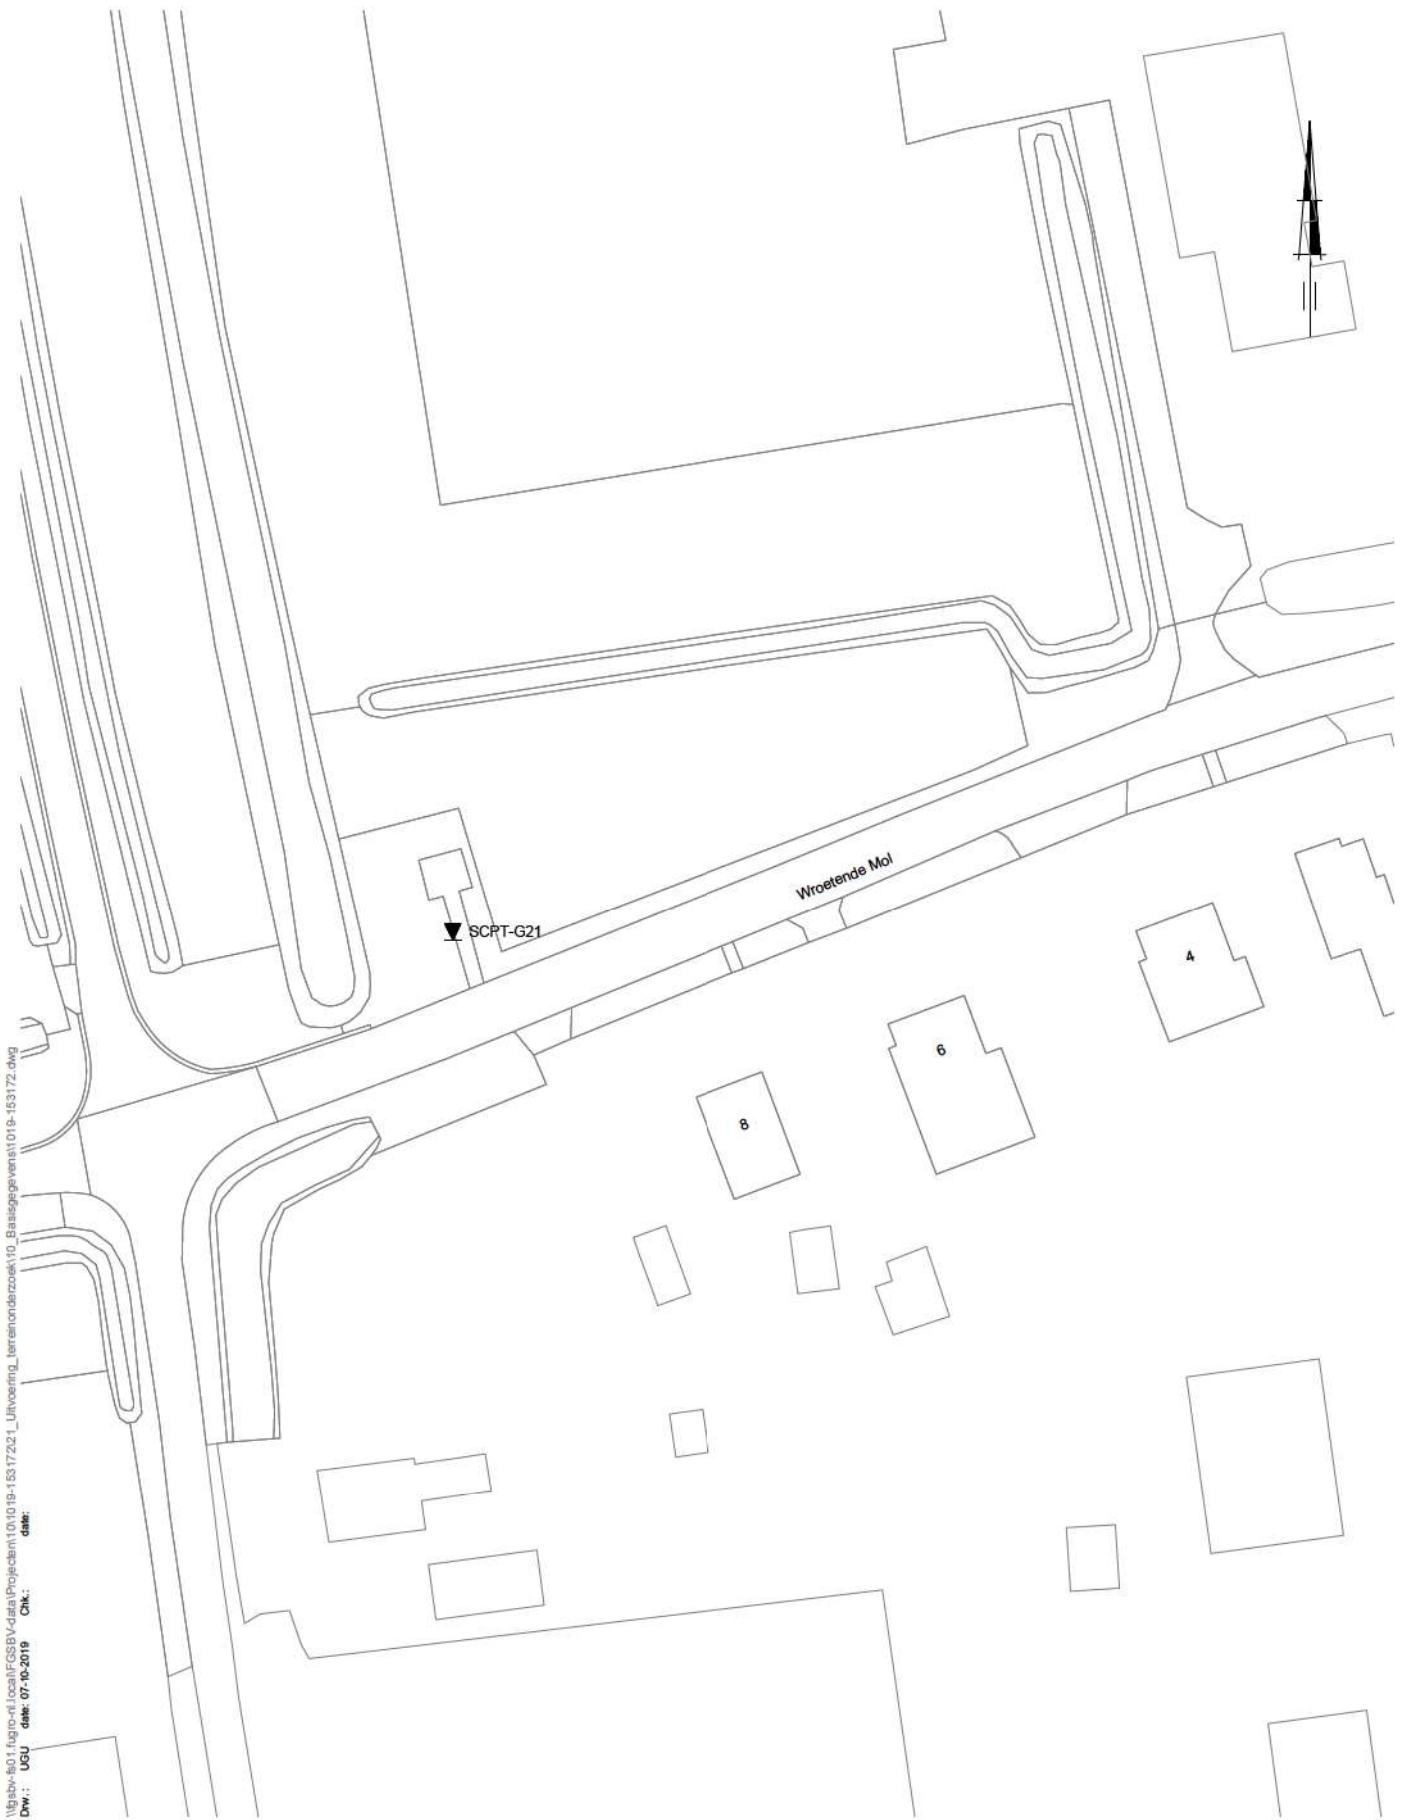 SCPT-G21
Wroetende Mol
4
6
8
\\fgsbv-fs01.fugro-nl.local\FGSBV-data\Projecten\10\1019-153172\21_Uitvoering_terreinonderzoek\10_Basisgegevens\1019-153172.dwg
Drw.: UGU date: 07-10-2019 Chk.: date: